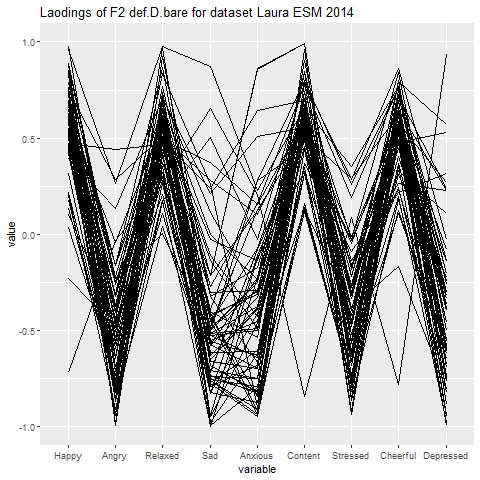 Laodings of F2 def.D.bare for dataset Laura ESM 2014
1.0
0.5
0.0
-0.5
-1.0
value
Happy Angry Relaxed Sad Anxious Content Stressed Cheerful Depressed
variable